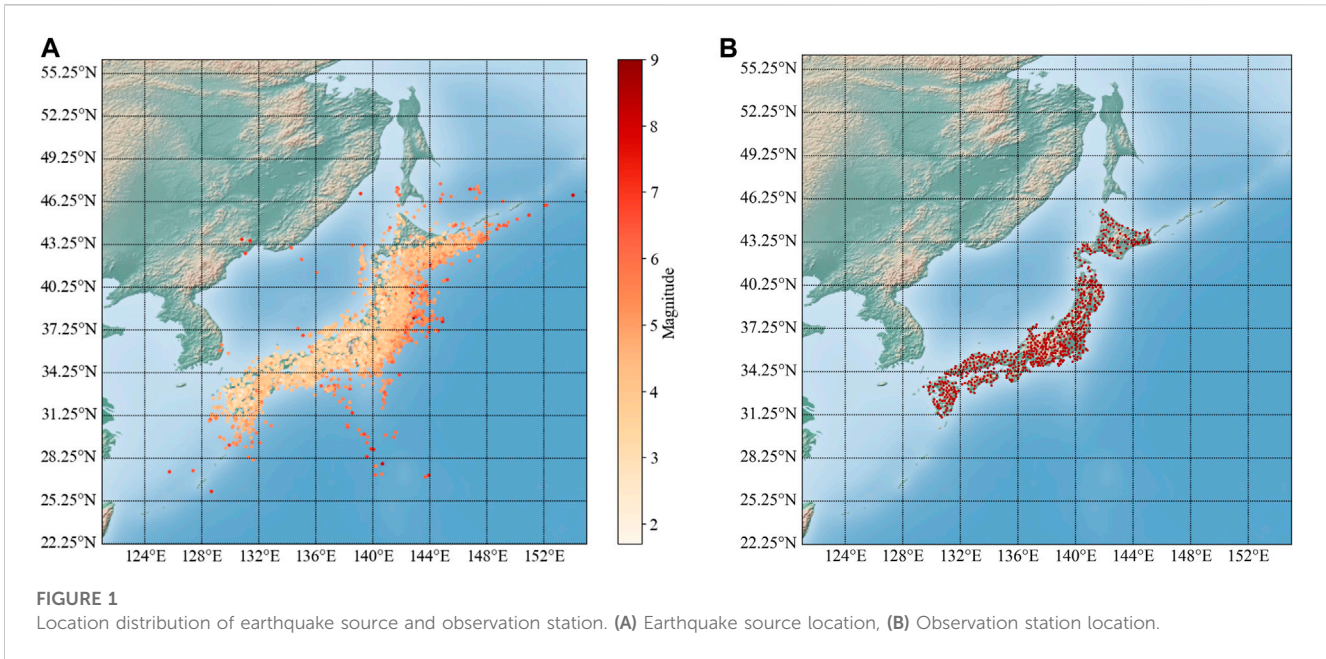 A
55.25°N
52.25°N
49.25°N
46.25°N
43.25°N
40.25°N
37.25°N
34.25°N
31.25°N
28.25°N
25.25°N
22.25°N
124°E 128°E 132°E 136°E 140°E 144°E 148°E 152°E
9
8
7
6
5
4
3
2
Magnitude
B
55.25°N
52.25°N
49.25°N
46.25°N
43.25°N
40.25°N
37.25°N
34.25°N
31.25°N
28.25°N
25.25°N
22.25°N
124°E 128°E 132°E 136°E 140°E 144°E 148°E 152°E
FIGURE 1
Location distribution of earthquake source and observation station. (A) Earthquake source location, (B) Observation station location.